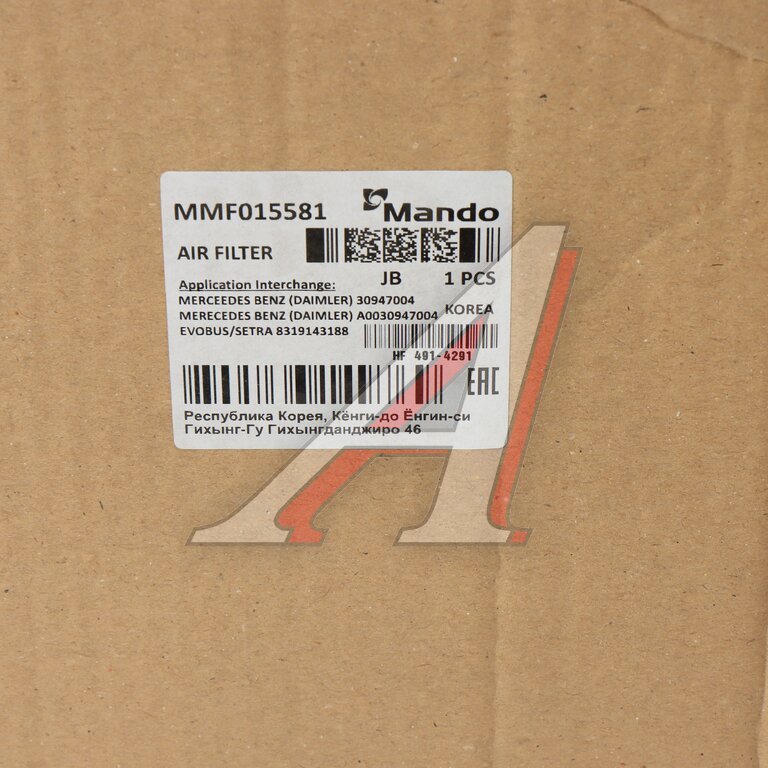 MMF015581
Mando
AIR FILTER
JB 1 PCS
Application Interchange:
MERCEEDES BENZ (DAIMLER) 30947004
MERECEDES BENZ (DAIMLER) A0030947004
KOREA
EVOBUS/SETRA 8319143188
HF 491-4291
EAC
Республика Корея, Кёнги-до Ёнгин-си
Гихынг-Гу Гихынгданджиро 46